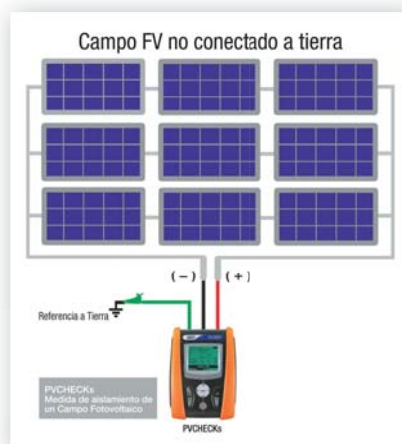 Campo FV no conectado a tierra
(−) (+)
Referencia a Tierra
PVCHECKs
Medida de aislamiento de
un Campo Fotovoltaico
PVCHECKs